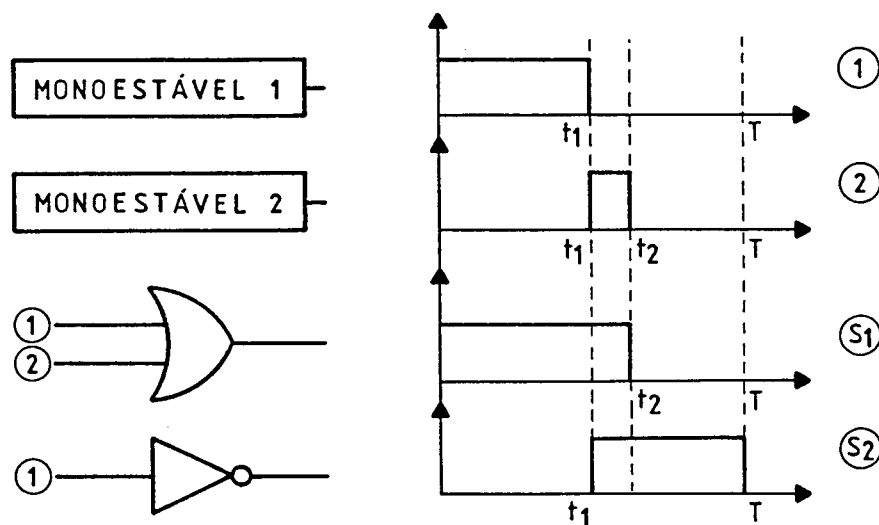 MONOESTÁVEL 1
1
t1 T
MONOESTÁVEL 2
2
t1 t2 T
1
2
S1
t2 T
1
S2
t1 T